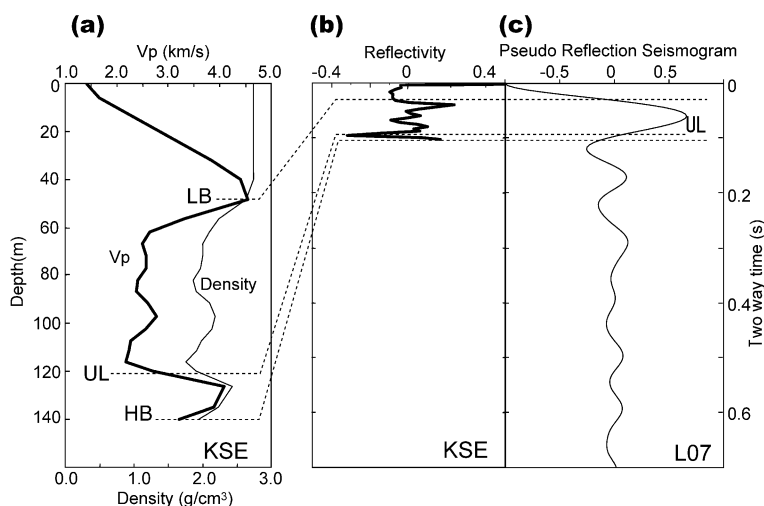 (a)
(b)
(c)
Vp (km/s)
Reflectivity
Pseudo Reflection Seismogram
1.0 2.0 3.0 4.0 5.0
-0.4 0 0.4
-0.5 0 0.5
0
20
40
60
80
100
120
140
Depth(m)
LB
Vp
Density
UL
HB
KSE
0.0 1.0 2.0 3.0
Density (g/cm³)
KSE
UL
L07
0
0.2
0.4
0.6
Two way time (s)